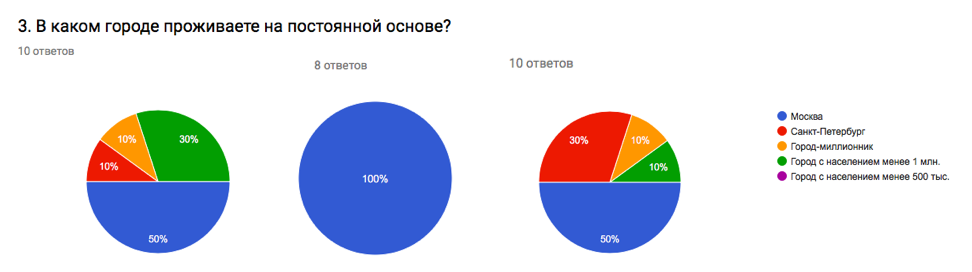 3. В каком городе проживаете на постоянной основе?
10 ответов
8 ответов
10 ответов
10%
10%
30%
50%
100%
30%
10%
10%
50%
Москва
Санкт-Петербург
Город-миллионник
Город с населением менее 1 млн.
Город с населением менее 500 тыс.